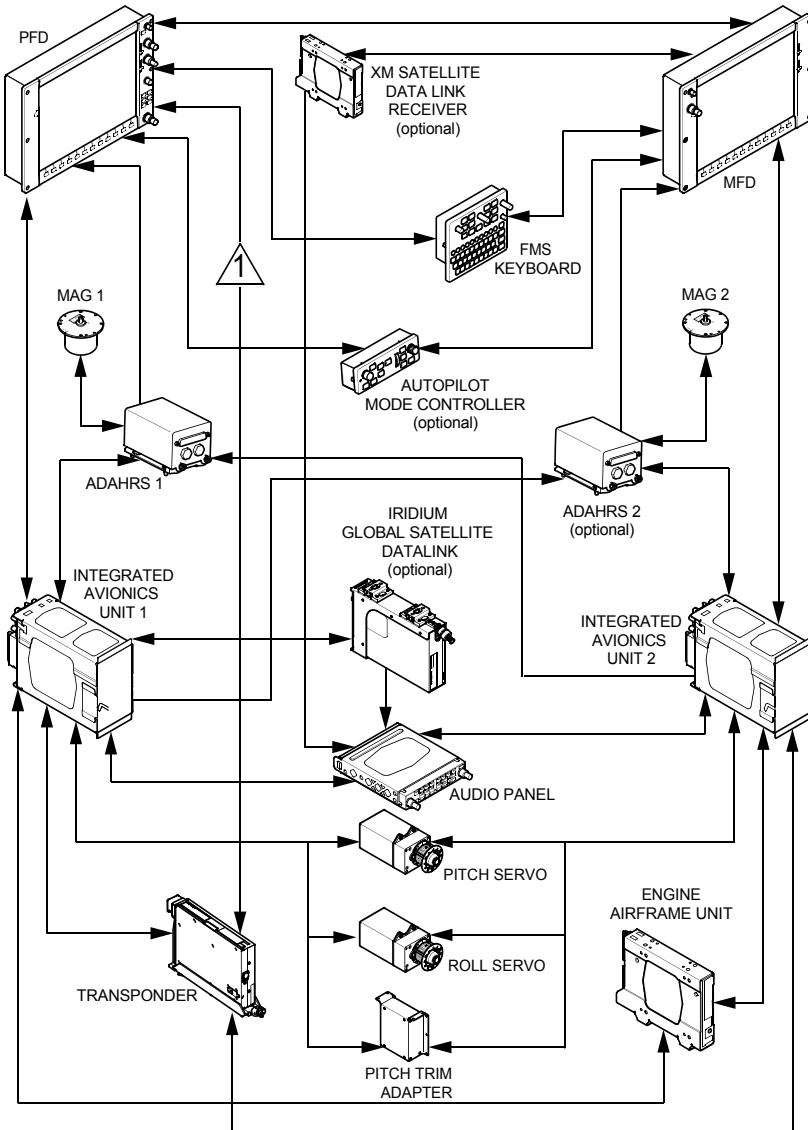 PFD
XM SATELLITE
DATA LINK
RECEIVER
(optional)
MFD
FMS
KEYBOARD
1
MAG 1
MAG 2
AUTOPILOT
MODE CONTROLLER
(optional)
ADAHRS 1
ADAHRS 2
(optional)
IRIDIUM
GLOBAL SATELLITE
DATALINK
(optional)
INTEGRATED
AVIONICS
UNIT 1
INTEGRATED
AVIONICS
UNIT 2
AUDIO PANEL
PITCH SERVO
ENGINE
AIRFRAME UNIT
ROLL SERVO
TRANSPONDER
PITCH TRIM
ADAPTER